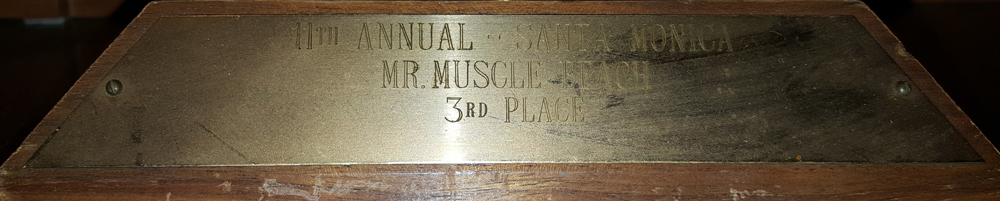 11TH ANNUAL - SANTA MONICA
MR. MUSCLE BEACH
3RD PLACE